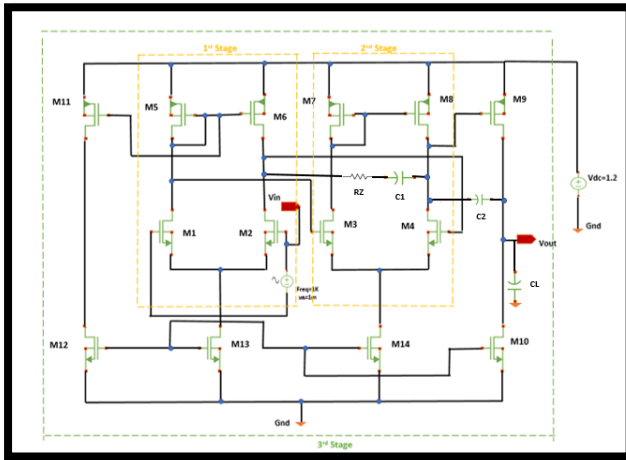 1st Stage
2nd Stage
M11
M5
M6
M7
M8
M9
Vdc=1.2
Gnd
RZ
C1
C2
Vin
M1
M2
M3
M4
Vout
CL
Freq=1K
M12
M13
M14
M10
Gnd
3rd Stage